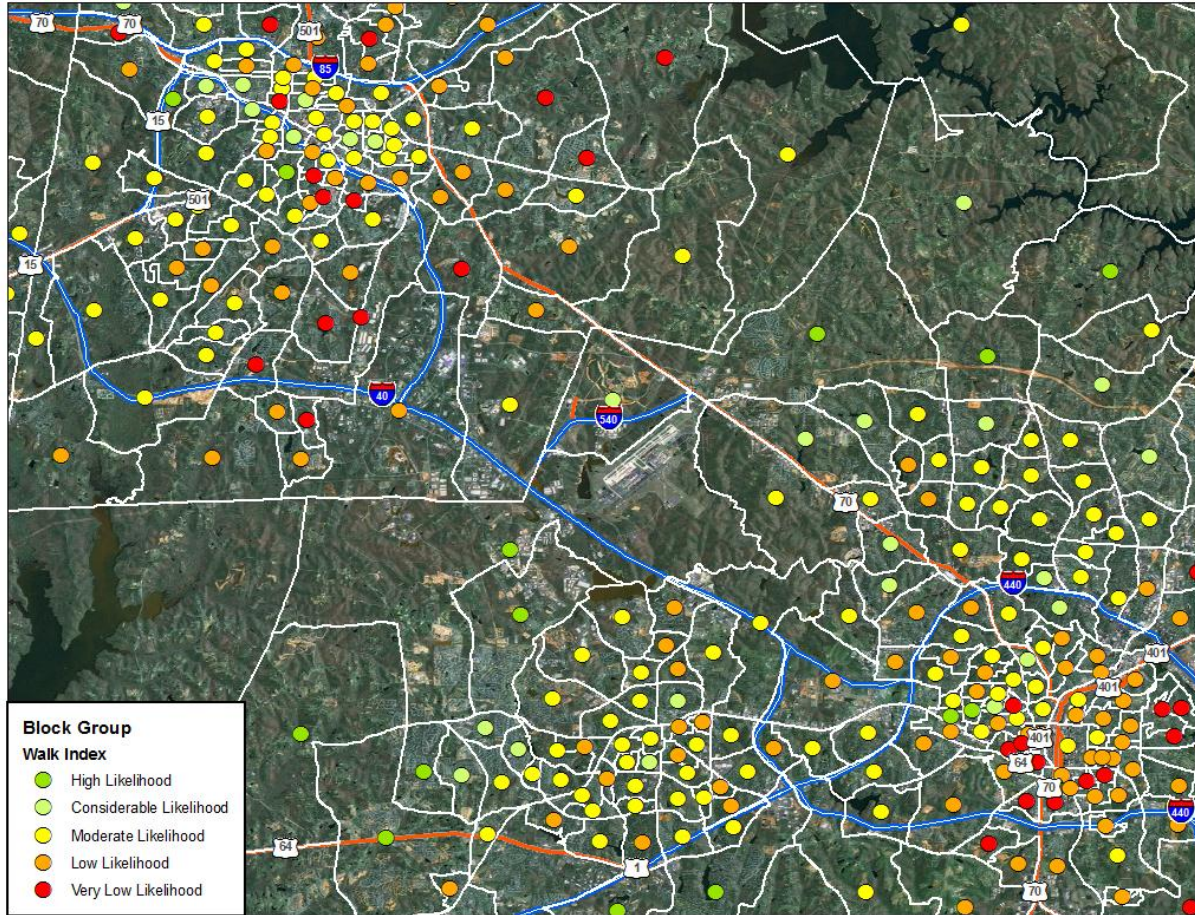 70
70
501
85
15
501
15
40
540
70
440
401
401
401
64
70
440
64
1
70
Block Group
Walk Index
High Likelihood
Considerable Likelihood
Moderate Likelihood
Low Likelihood
Very Low Likelihood